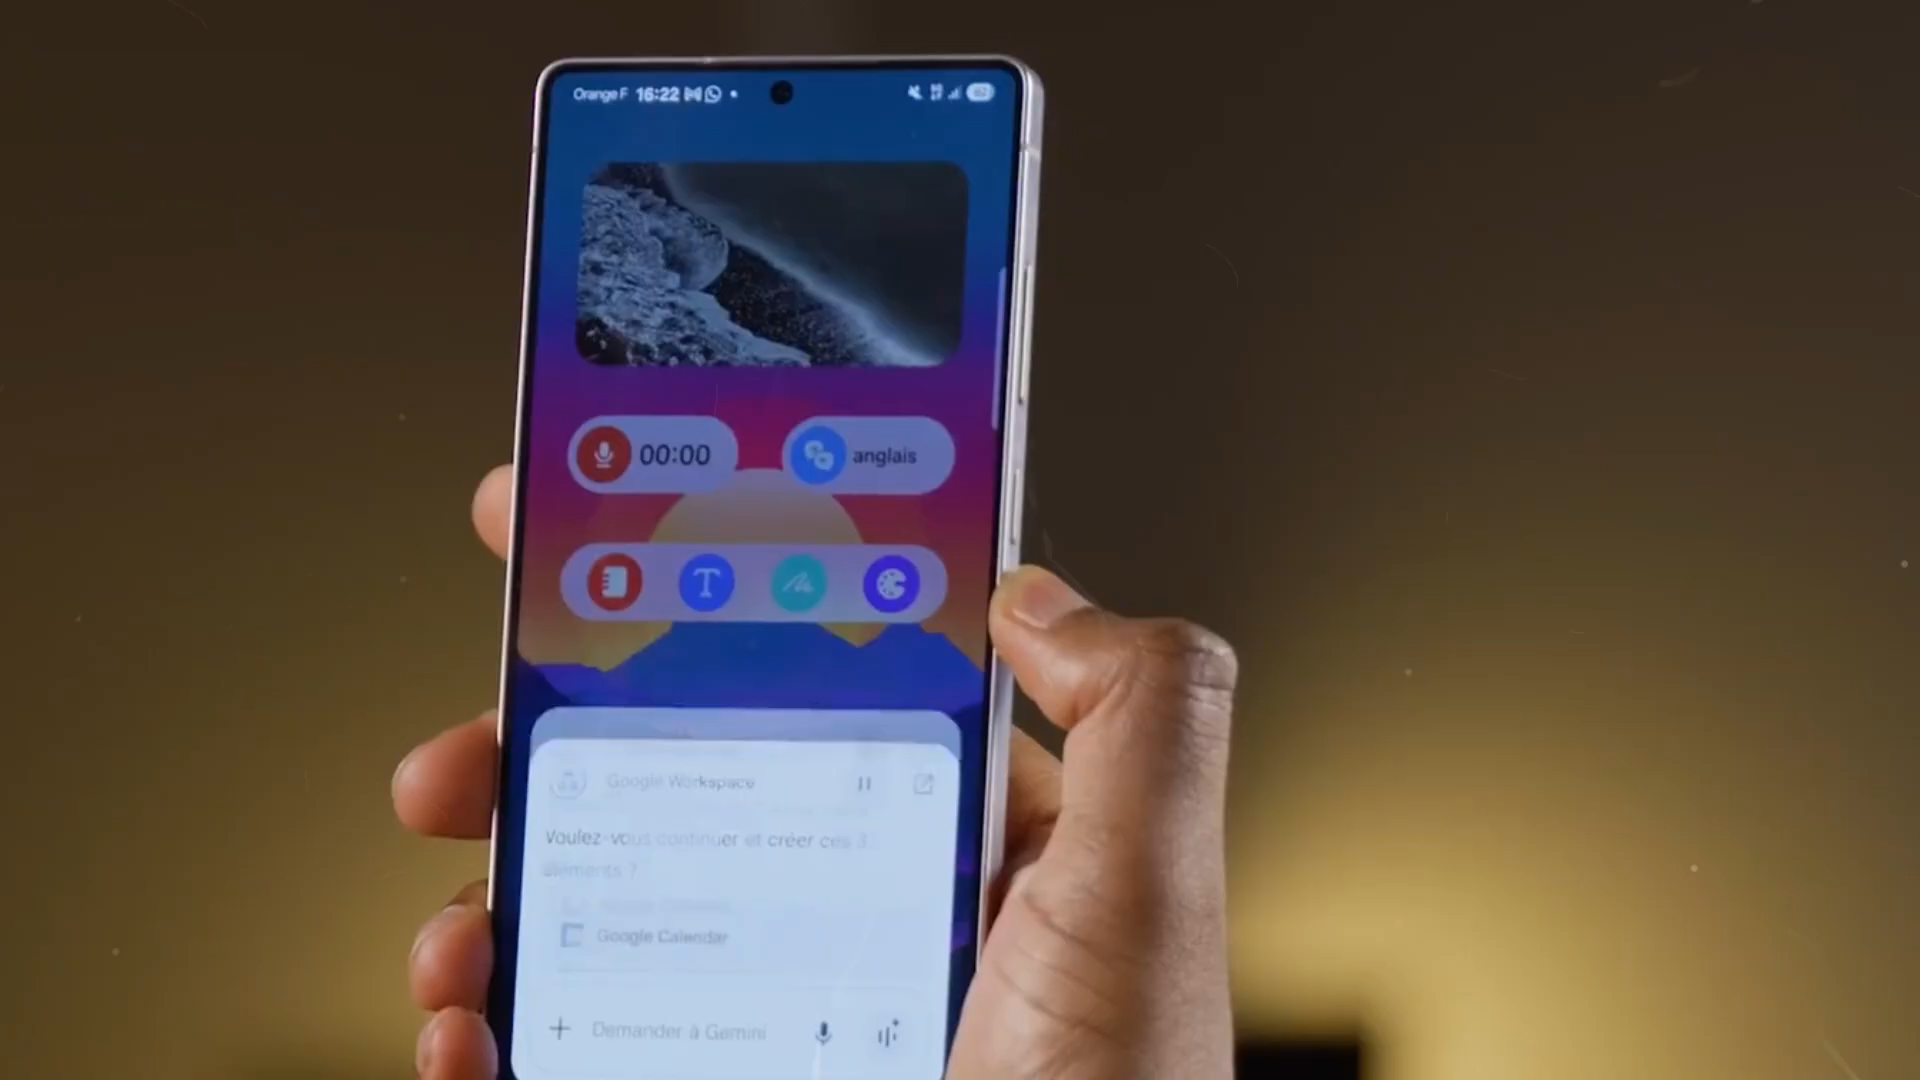 Orange F 16:22
62
00:00
anglais
T
Google Workspace
Voulez-vous continuer et créer ces 3
éléments ?
Google Calendar
Demander à Gemini